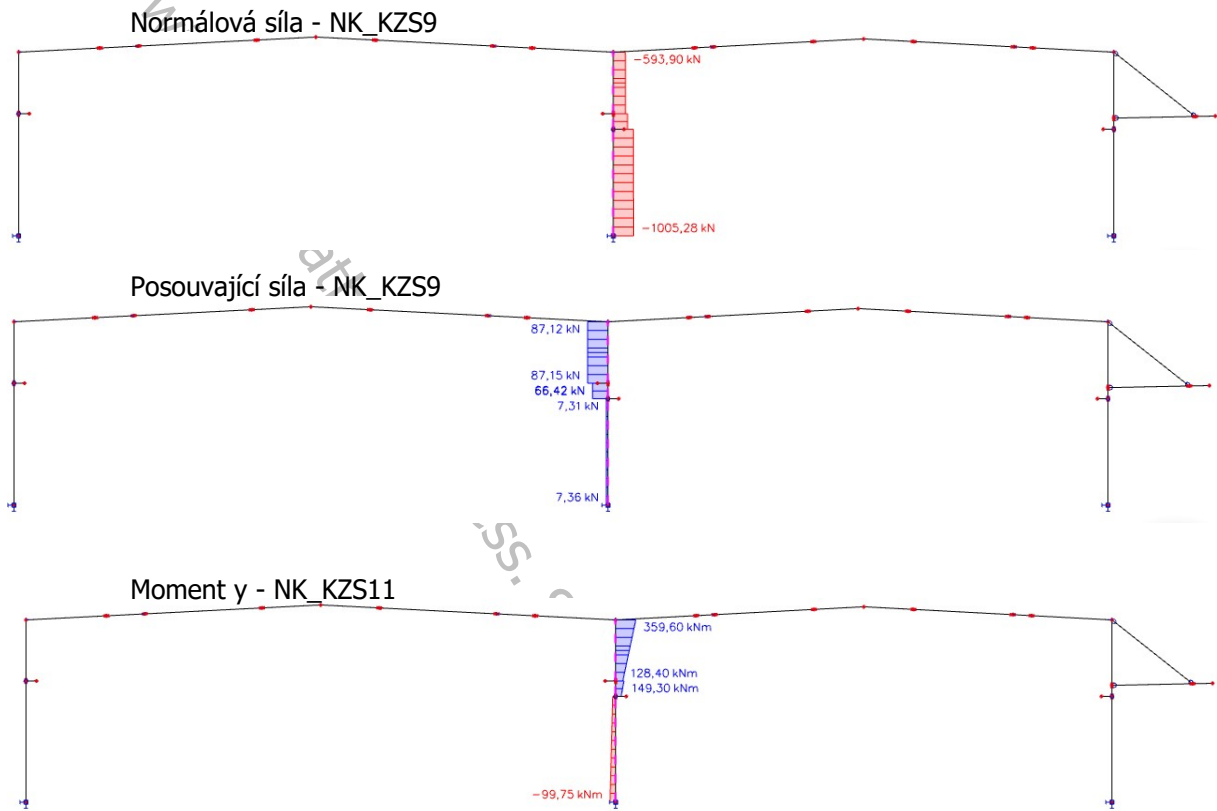 Normálová síla - NK_KZS9
−593,90 kN
−1005,28 kN
Posouvající síla - NK_KZS9
87,12 kN
87,15 kN
66,42 kN
7,31 kN
7,36 kN
Moment y - NK_KZS11
359,60 kNm
128,40 kNm
149,30 kNm
−99,75 kNm